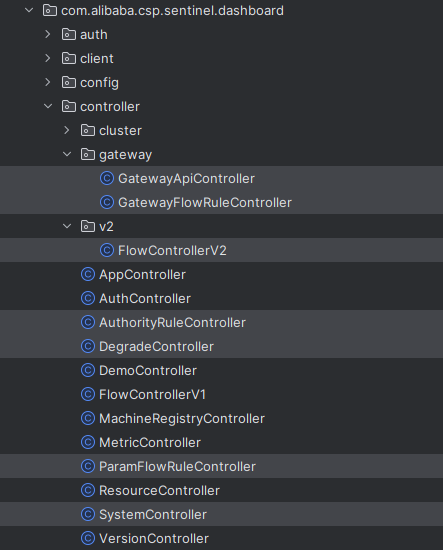 com.alibaba.csp.sentinel.dashboard
auth
client
config
controller
cluster
gateway
GatewayApiController
GatewayFlowRuleController
v2
FlowControllerV2
AppController
AuthController
AuthorityRuleController
DegradeController
DemoController
FlowControllerV1
MachineRegistryController
MetricController
ParamFlowRuleController
ResourceController
SystemController
VersionController